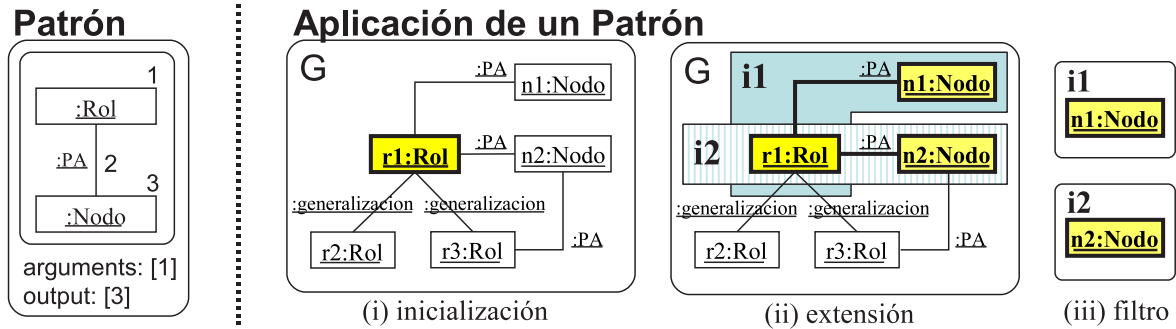 Patrón
1
:Rol
:PA 2
3
:Nodo
arguments: [1]
output: [3]
Aplicación de un Patrón
G
:PA
n1:Nodo
r1:Rol
:PA
n2:Nodo
:generalizacion
:generalizacion
r2:Rol
r3:Rol
:PA
(i) inicialización
G
i1
:PA
n1:Nodo
i2
r1:Rol
:PA
n2:Nodo
:generalizacion
:generalizacion
r2:Rol
r3:Rol
:PA
(ii) extensión
i1
n1:Nodo
i2
n2:Nodo
(iii) filtro